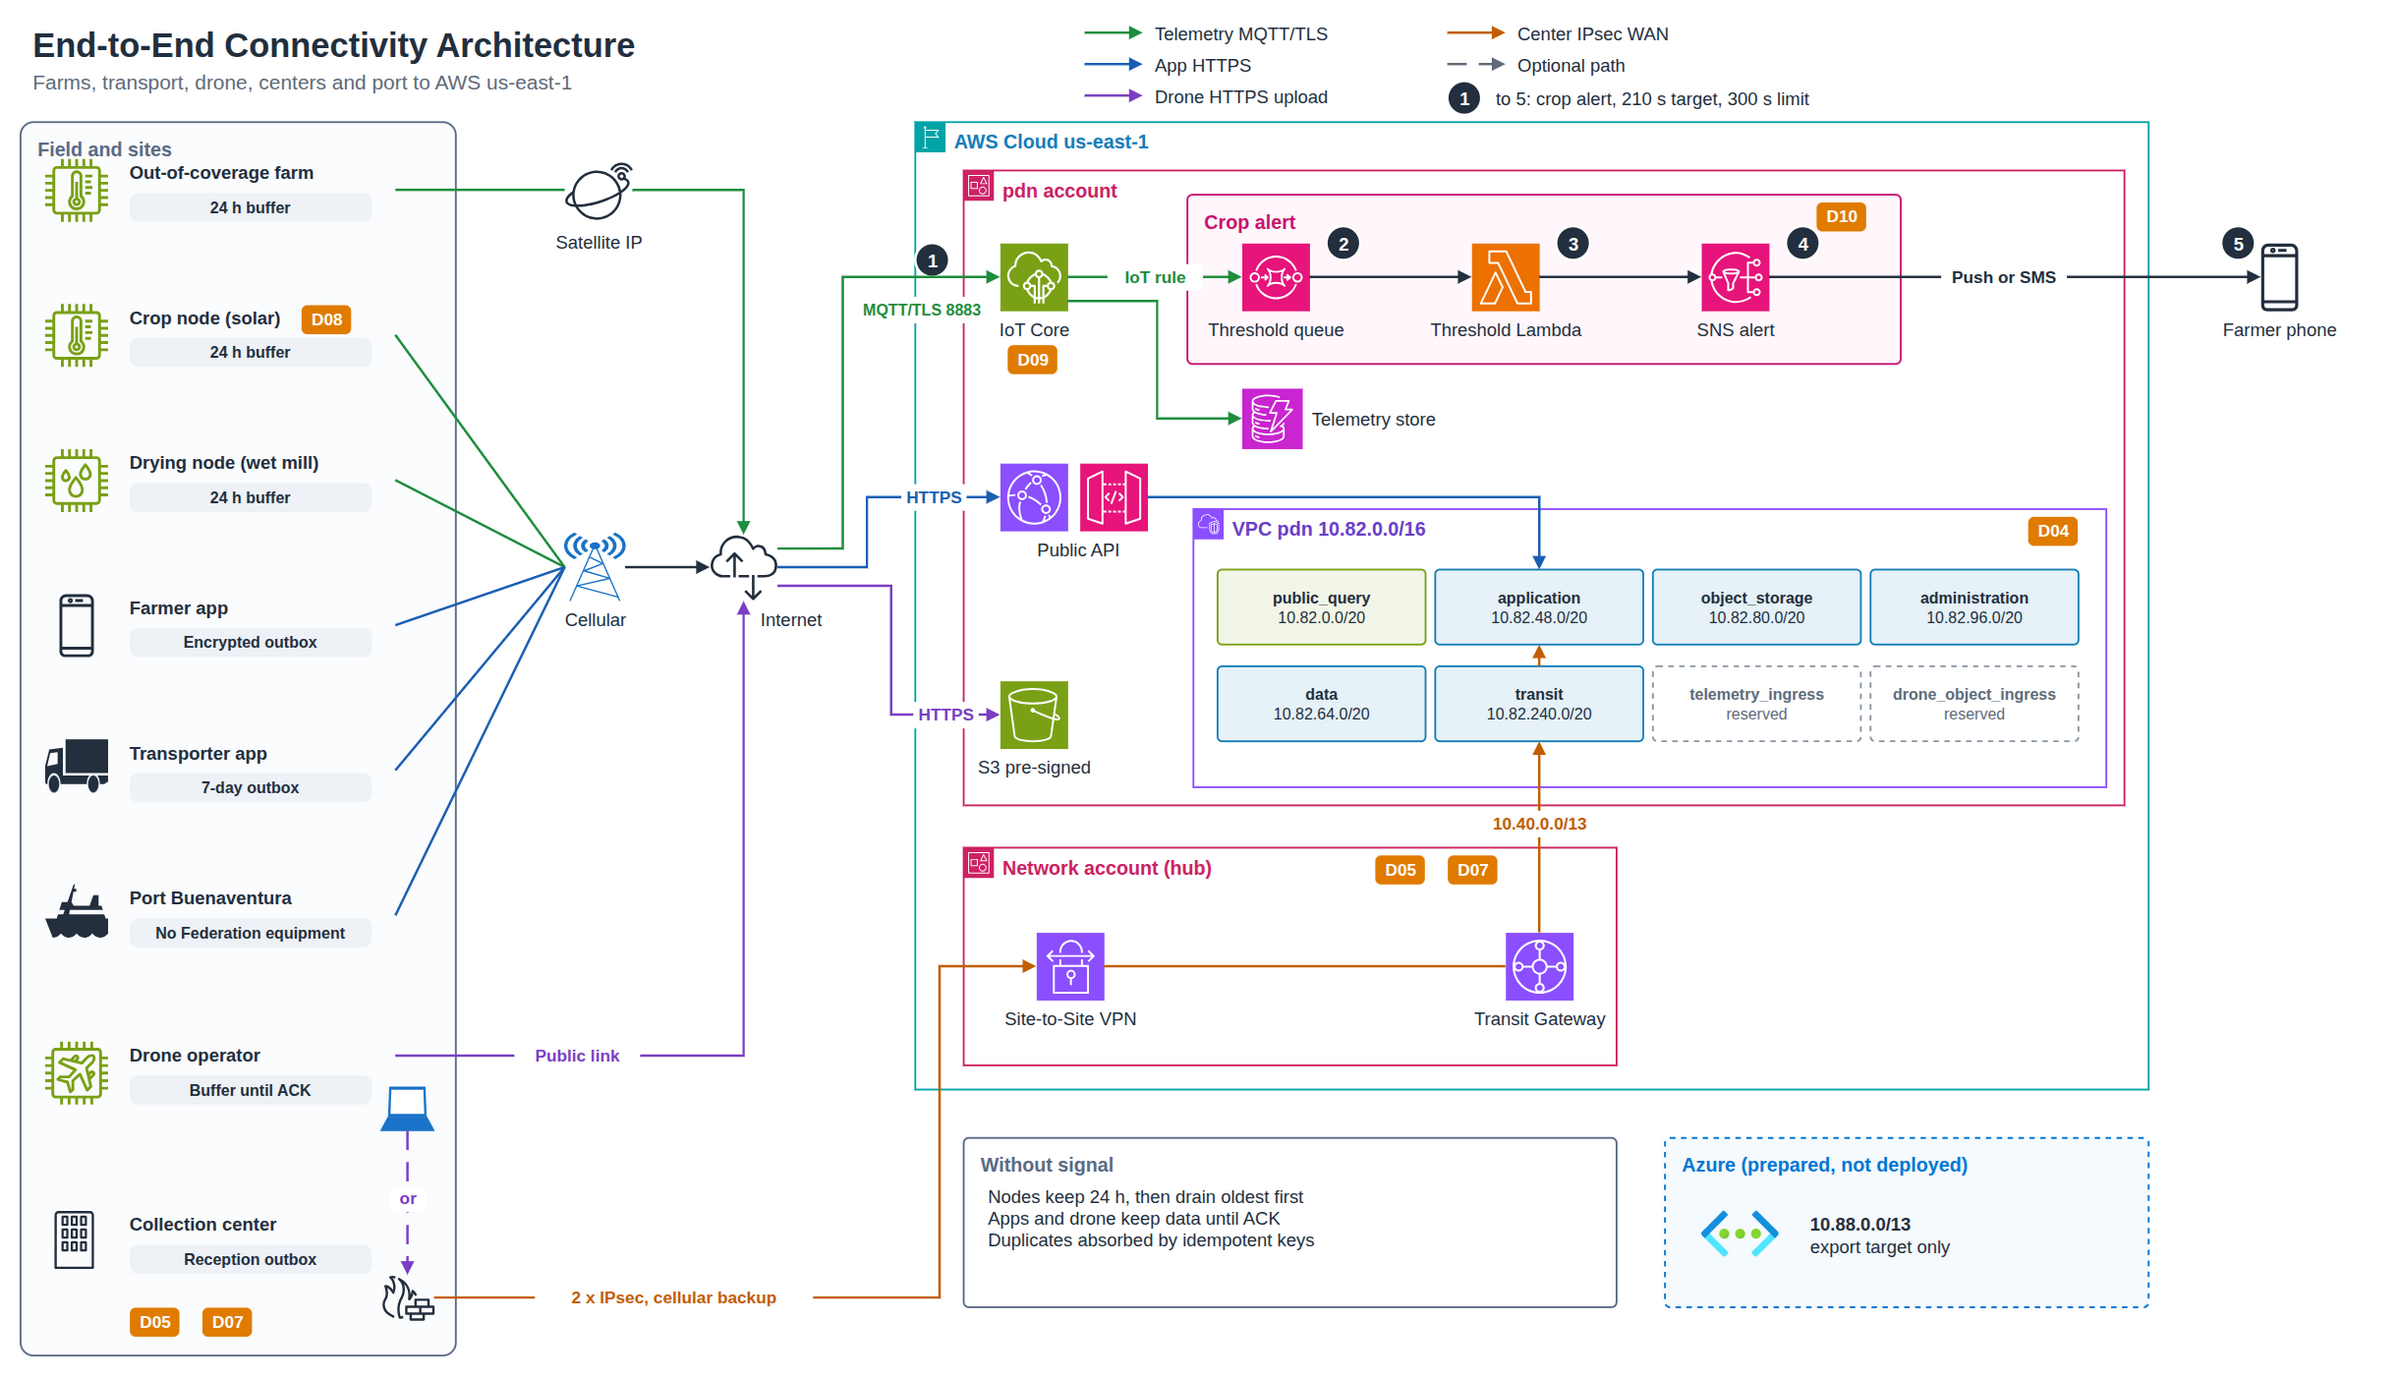 End-to-End Connectivity Architecture
Farms, transport, drone, centers and port to AWS us-east-1
Telemetry MQTT/TLS
App HTTPS
Drone HTTPS upload
Center IPsec WAN
Optional path
1 to 5: crop alert, 210 s target, 300 s limit
Field and sites
Out-of-coverage farm
24 h buffer
Crop node (solar)
D08
24 h buffer
Drying node (wet mill)
24 h buffer
Farmer app
Encrypted outbox
Transporter app
7-day outbox
Port Buenaventura
No Federation equipment
Drone operator
Buffer until ACK
or
Collection center
Reception outbox
D05
D07
Satellite IP
Cellular
Internet
Public link
2 x IPsec, cellular backup
AWS Cloud us-east-1
pdn account
1
MQTT/TLS 8883
IoT Core
D09
IoT rule
Crop alert
D10
2
3
4
Threshold queue
Threshold Lambda
SNS alert
Push or SMS
5
Farmer phone
Telemetry store
HTTPS
Public API
HTTPS
S3 pre-signed
VPC pdn 10.82.0.0/16
D04
public_query
10.82.0.0/20
application
10.82.48.0/20
object_storage
10.82.80.0/20
administration
10.82.96.0/20
data
10.82.64.0/20
transit
10.82.240.0/20
telemetry_ingress
reserved
drone_object_ingress
reserved
10.40.0.0/13
Network account (hub)
D05
D07
Site-to-Site VPN
Transit Gateway
Without signal
Nodes keep 24 h, then drain oldest first
Apps and drone keep data until ACK
Duplicates absorbed by idempotent keys
Azure (prepared, not deployed)
10.88.0.0/13
export target only